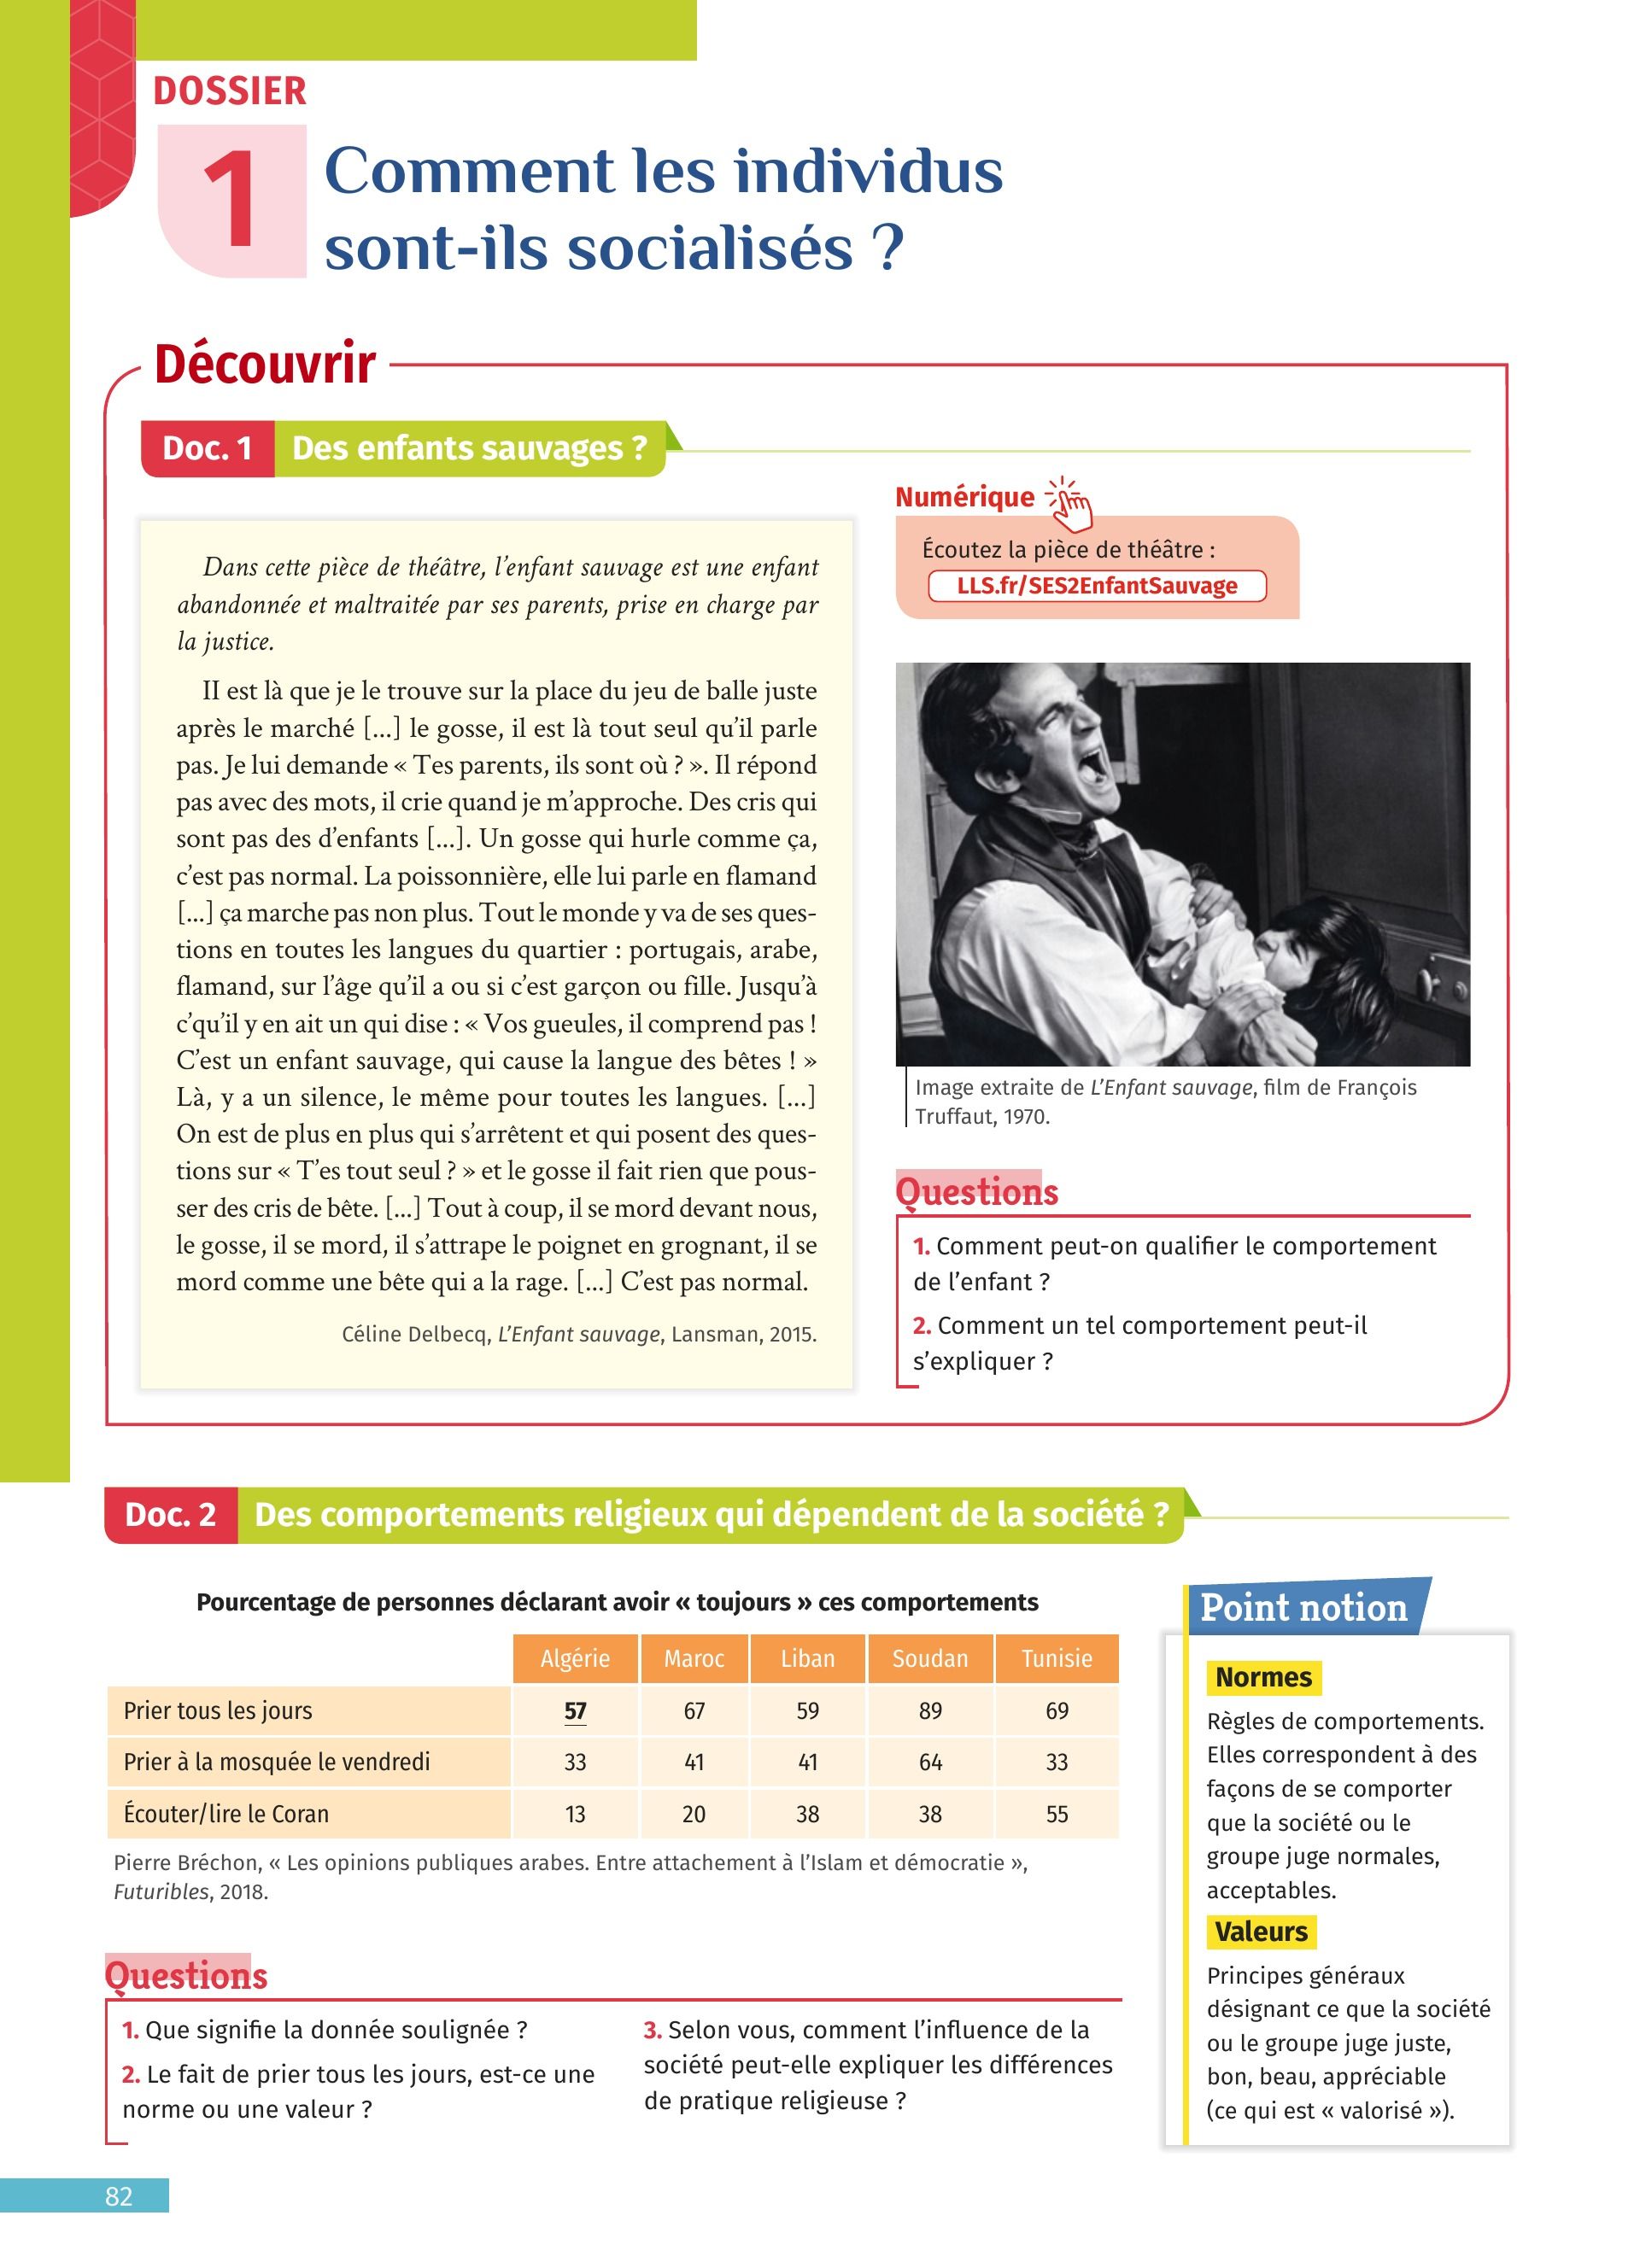 DOSSIER
1
Comment les individus
sont-ils socialisés ?
Découvrir
Doc. 1 Des enfants sauvages ?
Dans cette pièce de théâtre, l’enfant sauvage est une enfant
abandonnée et maltraitée par ses parents, prise en charge par
la justice.
II est là que je le trouve sur la place du jeu de balle juste
après le marché [...] le gosse, il est là tout seul qu’il parle
pas. Je lui demande « Tes parents, ils sont où ? ». Il répond
pas avec des mots, il crie quand je m’approche. Des cris qui
sont pas des d’enfants [...]. Un gosse qui hurle comme ça,
c’est pas normal. La poissonnière, elle lui parle en flamand
[...] ça marche pas non plus. Tout le monde y va de ses ques-
tions en toutes les langues du quartier : portugais, arabe,
flamand, sur l’âge qu’il a ou si c’est garçon ou fille. Jusqu’à
c’qu’il y en ait un qui dise : « Vos gueules, il comprend pas !
C’est un enfant sauvage, qui cause la langue des bêtes ! »
Là, y a un silence, le même pour toutes les langues. [...]
On est de plus en plus qui s’arrêtent et qui posent des ques-
tions sur « T’es tout seul ? » et le gosse il fait rien que pous-
ser des cris de bête. [...] Tout à coup, il se mord devant nous,
le gosse, il se mord, il s’attrape le poignet en grognant, il se
mord comme une bête qui a la rage. [...] C’est pas normal.
Céline Delbecq, L’Enfant sauvage, Lansman, 2015.
Numérique
Écoutez la pièce de théâtre :
LLS.fr/SES2EnfantSauvage
Image extraite de L’Enfant sauvage, film de François
Truffaut, 1970.
Questions
1. Comment peut-on qualifier le comportement
de l’enfant ?
2. Comment un tel comportement peut-il
s’expliquer ?
Doc. 2 Des comportements religieux qui dépendent de la société ?
Pourcentage de personnes déclarant avoir « toujours » ces comportements
Algérie Maroc Liban Soudan Tunisie
Prier tous les jours 57 67 59 89 69
Prier à la mosquée le vendredi 33 41 41 64 33
Écouter/lire le Coran 13 20 38 38 55
Pierre Bréchon, « Les opinions publiques arabes. Entre attachement à l’Islam et démocratie »,
Futuribles, 2018.
Questions
1. Que signifie la donnée soulignée ?
2. Le fait de prier tous les jours, est-ce une
norme ou une valeur ?
3. Selon vous, comment l’influence de la
société peut-elle expliquer les différences
de pratique religieuse ?
Point notion
Normes
Règles de comportements.
Elles correspondent à des
façons de se comporter
que la société ou le
groupe juge normales,
acceptables.
Valeurs
Principes généraux
désignant ce que la société
ou le groupe juge juste,
bon, beau, appréciable
(ce qui est « valorisé »).
82